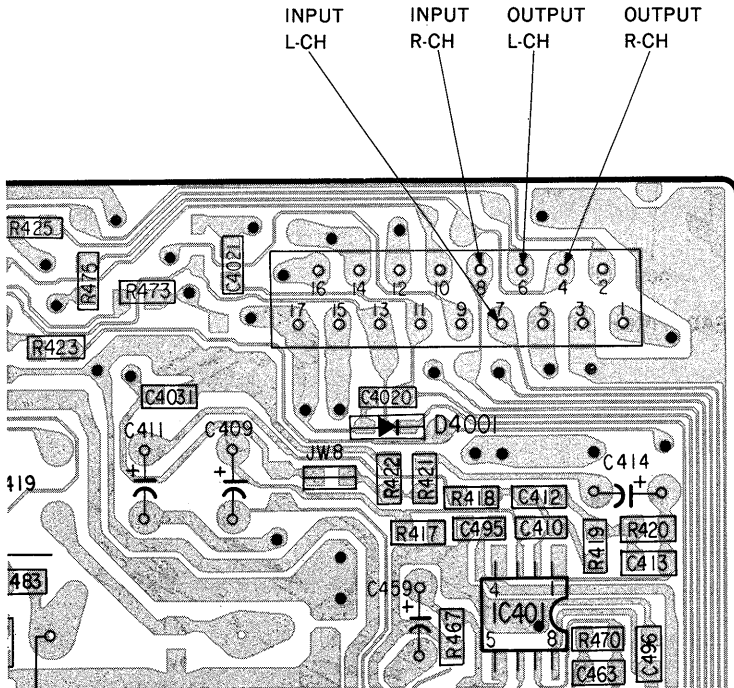 INPUT L-CH
INPUT R-CH
OUTPUT L-CH
OUTPUT R-CH
R425
R475
R473
C4021
R423
16 14 12 10 8 6 4 2
17 15 13 11 9 7 5 3 1
C4031
C4020
D4001
C411
C409
JW8
R422
R421
C414
419
R418
C412
R417
C495
C410
R419
R420
C413
483
C459
R467
4 1
IC401
5 8
R470
C463
C496